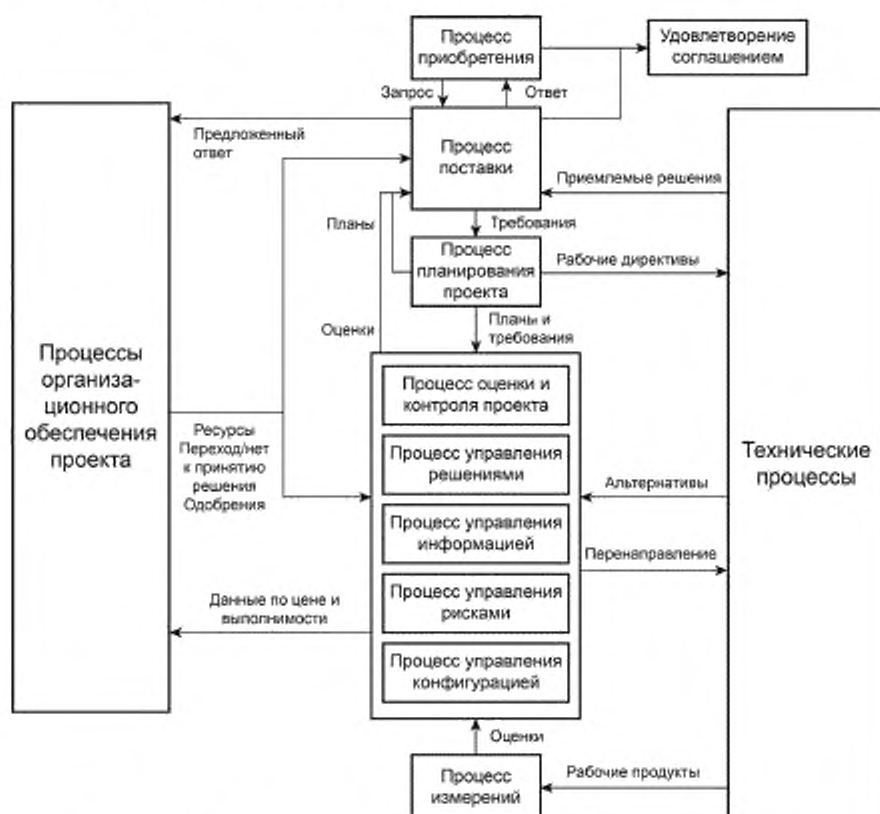 Процесс
приобретения
Удовлетворение
соглашением
Запрос
Ответ
Предложенный
ответ
Процесс
поставки
Приемлемые решения
Планы
Требования
Процесс
планирования
проекта
Рабочие директивы
Оценки
Планы и
требования
Процессы
организа-
ционного
обеспечения
проекта
Процесс оценки и
контроля проекта
Ресурсы
Переход/нет
к принятию
решения
Одобрения
Процесс управления
решениями
Технические
процессы
Альтернативы
Процесс управления
информацией
Перенаправление
Процесс управления
рисками
Данные по цене и
выполнимости
Процесс управления
конфигурацией
Оценки
Процесс
измерений
Рабочие продукты